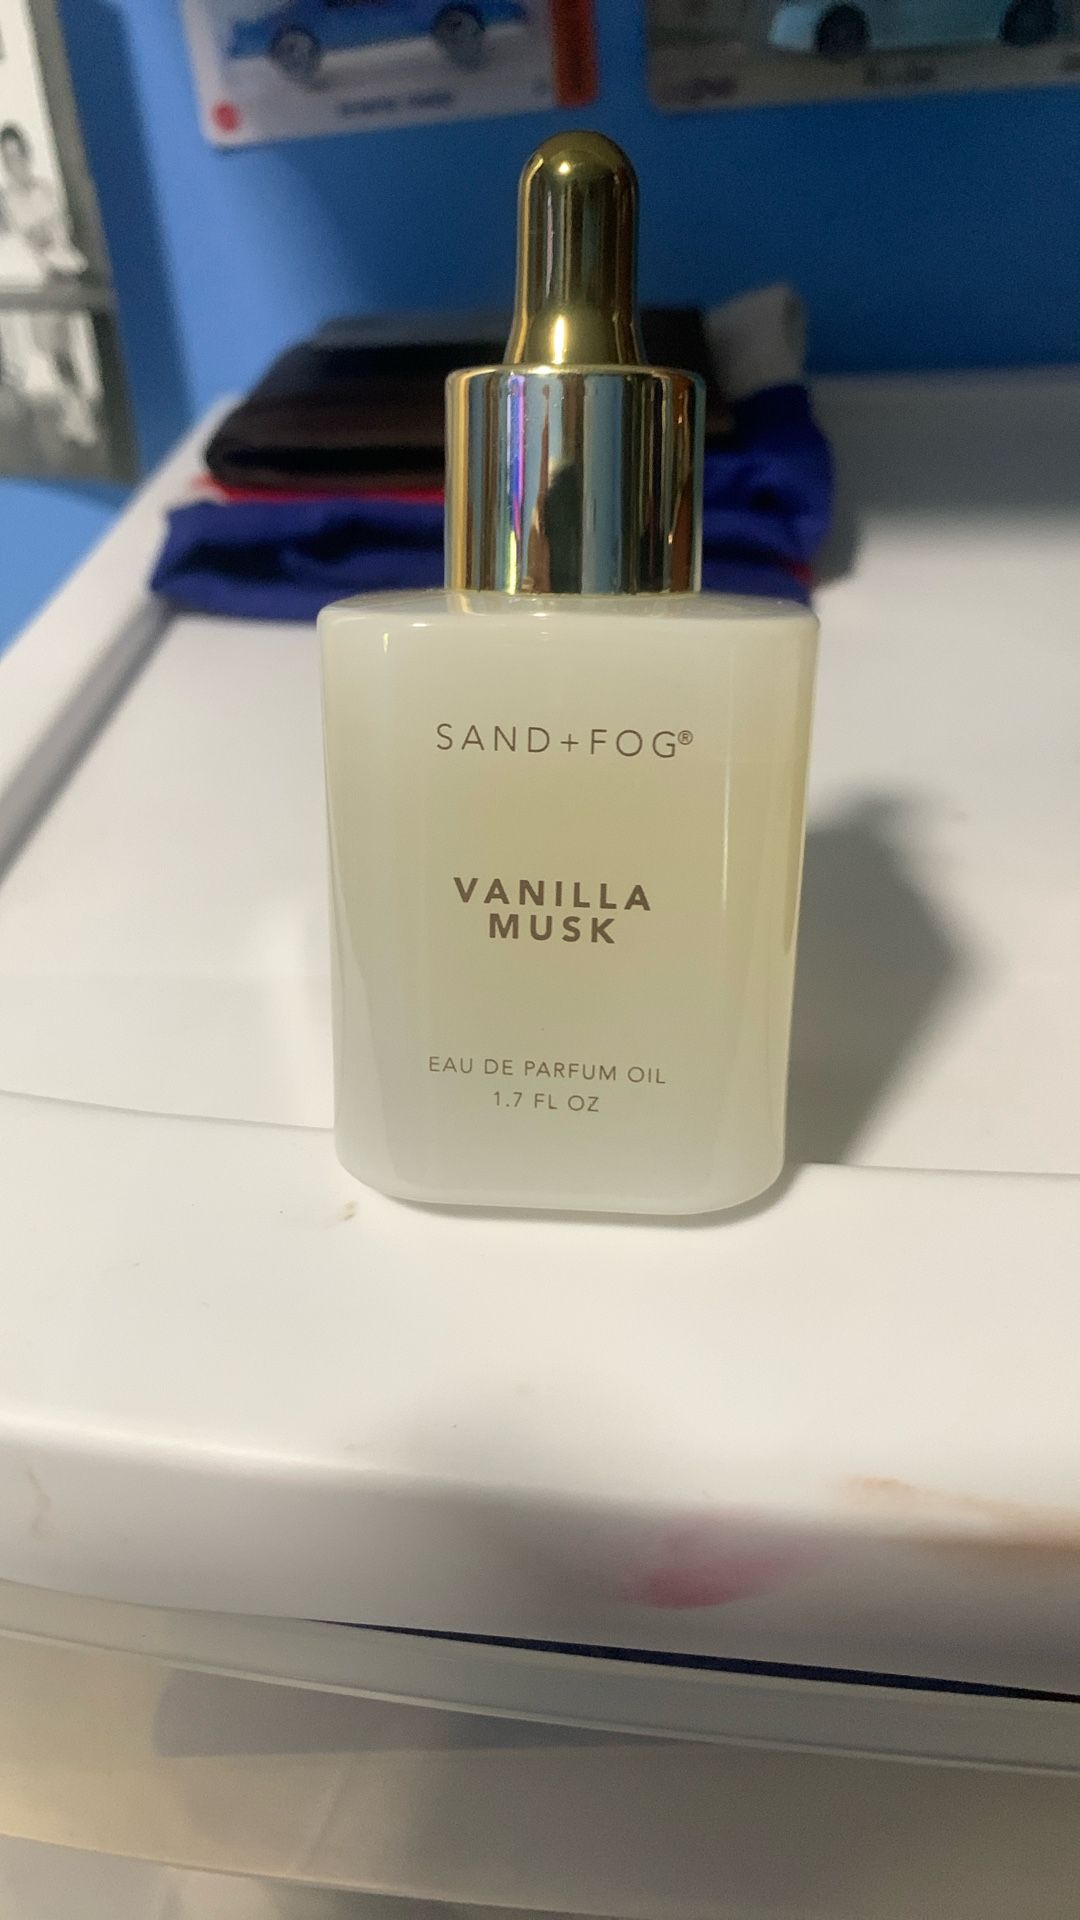 SAND+FOG®
VANILLA
MUSK
EAU DE PARFUM OIL
1.7 FL OZ